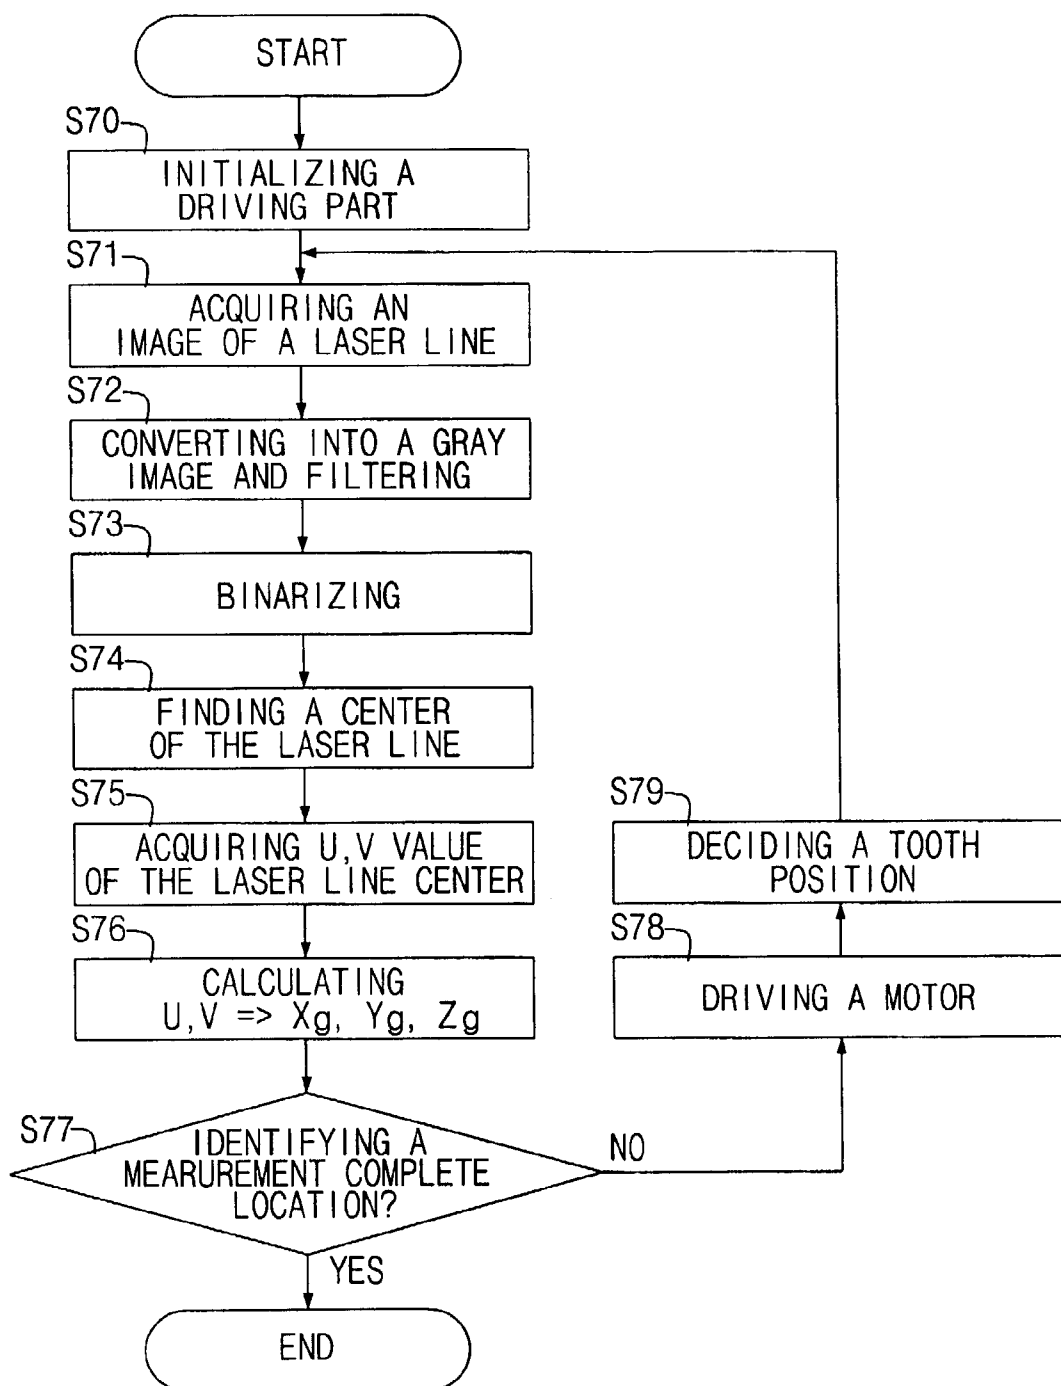 START
S70
INITIALIZING A
DRIVING PART
S71
ACQUIRING AN
IMAGE OF A LASER LINE
S72
CONVERTING INTO A GRAY
IMAGE AND FILTERING
S73
BINARIZING
S74
FINDING A CENTER
OF THE LASER LINE
S75
ACQUIRING U,V VALUE
OF THE LASER LINE CENTER
S76
CALCULATING
U,V => Xg, Yg, Zg
S77
IDENTIFYING A
MEARUREMENT COMPLETE
LOCATION?
NO
YES
END
S78
DRIVING A MOTOR
S79
DECIDING A TOOTH
POSITION